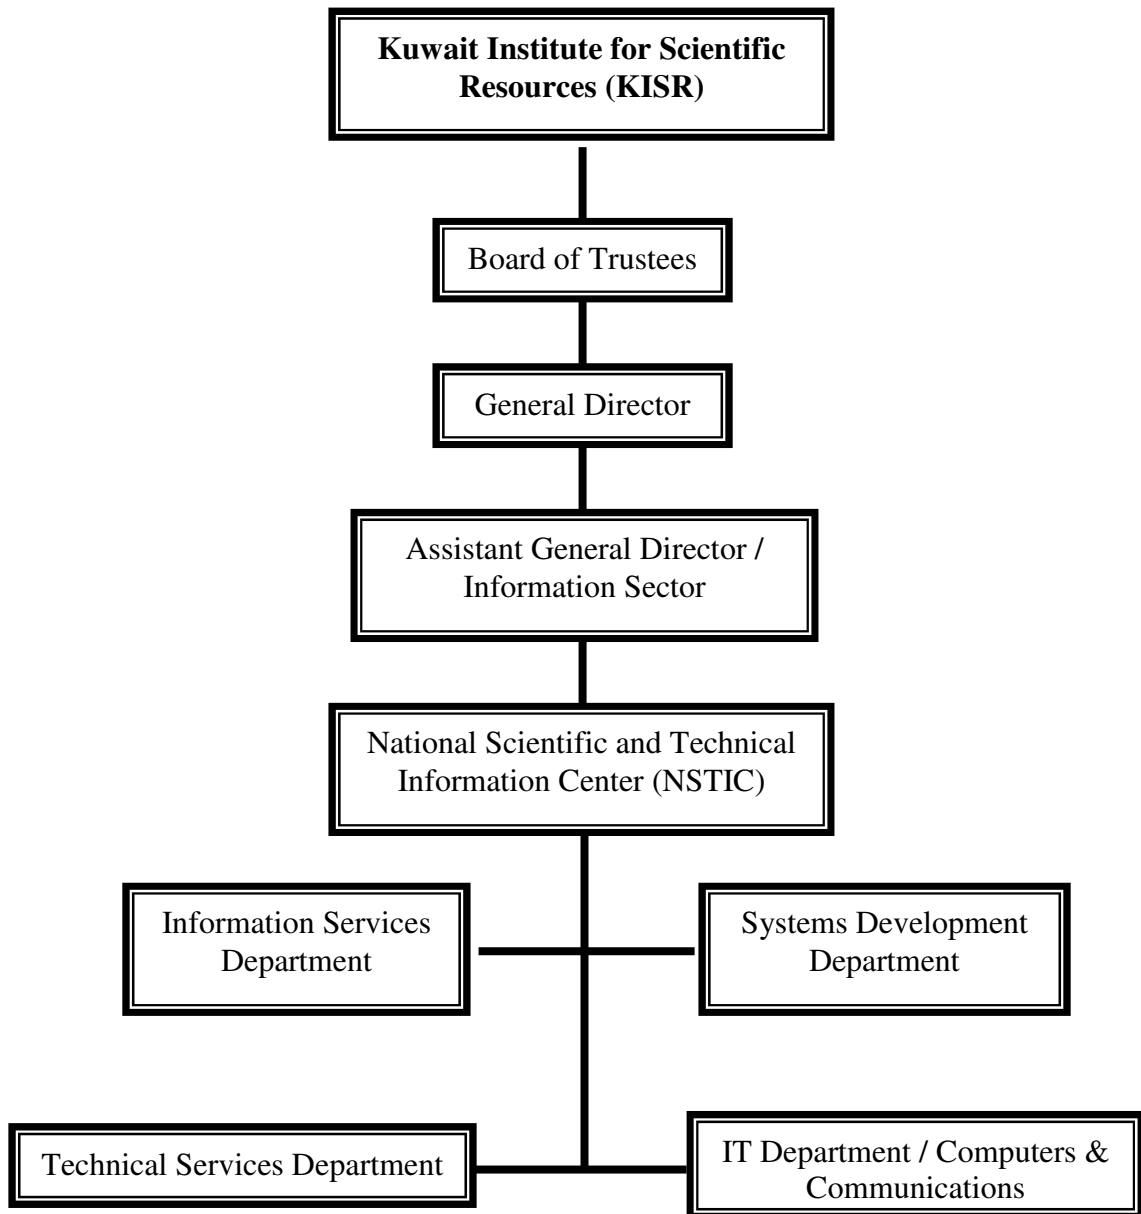 Kuwait Institute for Scientific
Resources (KISR)
Board of Trustees
General Director
Assistant General Director /
Information Sector
National Scientific and Technical
Information Center (NSTIC)
Information Services
Department
Systems Development
Department
Technical Services Department
IT Department / Computers &
Communications